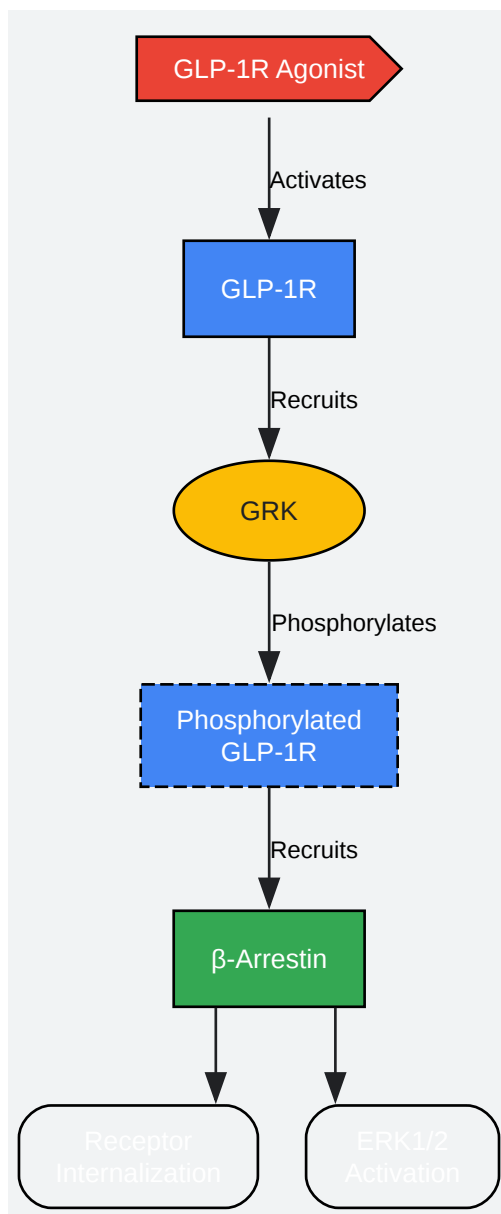 GLP-1R Agonist
Activates
GLP-1R
Recruits
GRK
Phosphorylates
Phosphorylated
GLP-1R
Recruits
β-Arrestin
Receptor
Internalization
ERK1/2
Activation